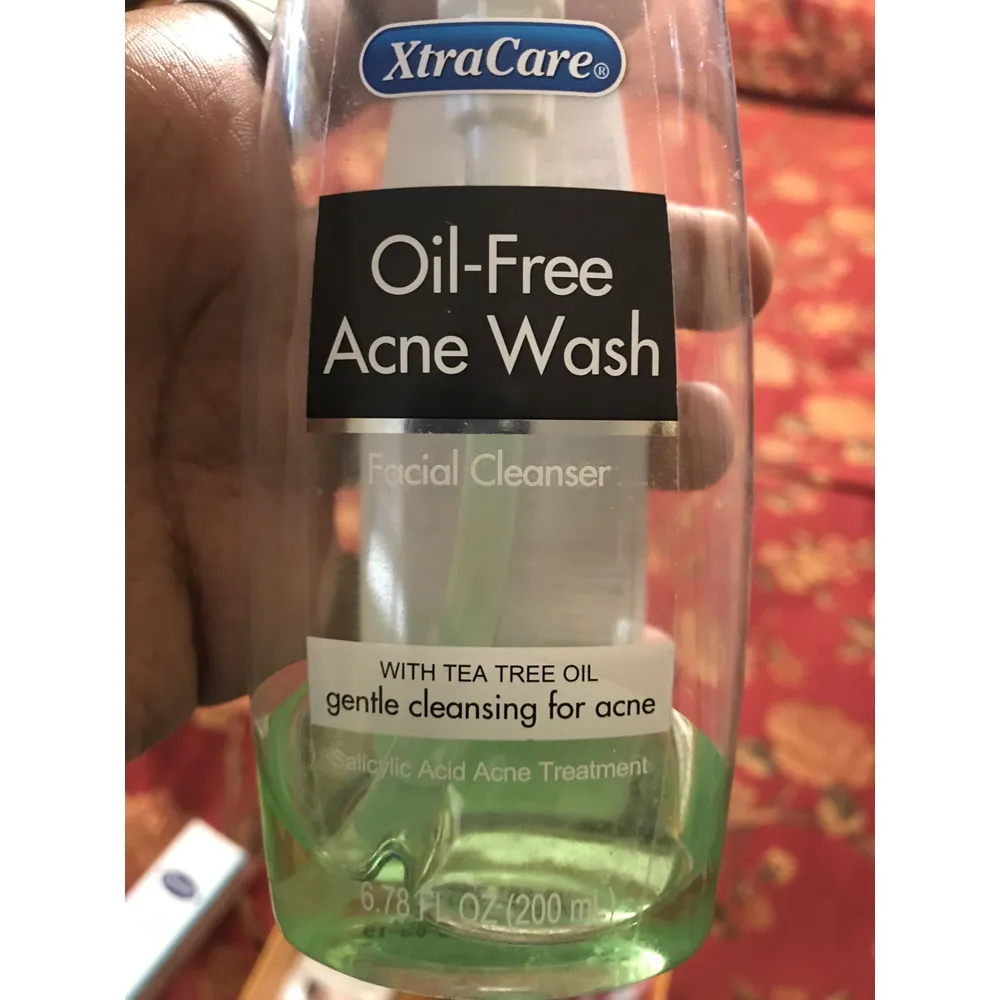 XtraCare®
Oil-Free
Acne Wash
Facial Cleanser
WITH TEA TREE OIL
gentle cleansing for acne
Salicylic Acid Acne Treatment
6.78 FL OZ (200 mL)